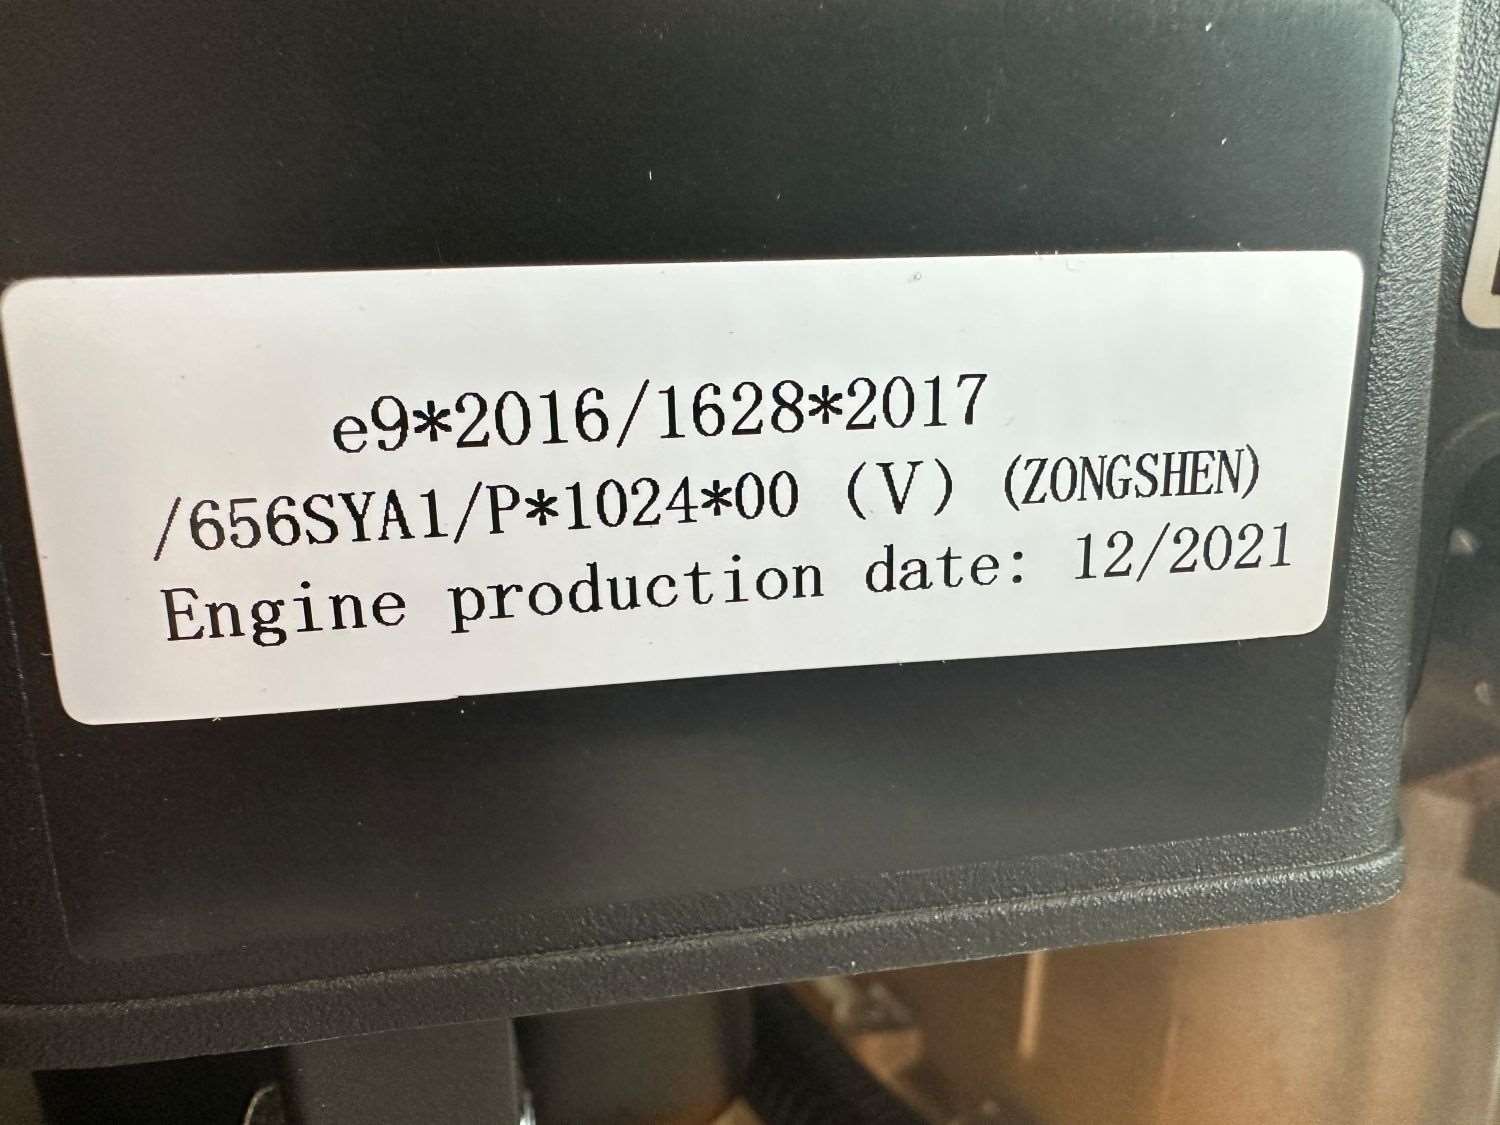 e9*2016/1628*2017
/656SYA1/P*1024*00 (V) (ZONGSHEN)
Engine production date: 12/2021